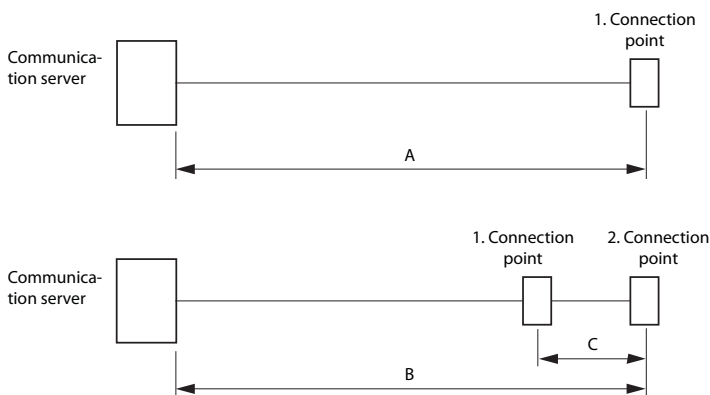 1. Connection
point
Communica-
tion server
A
1. Connection
point
2. Connection
point
Communica-
tion server
C
B